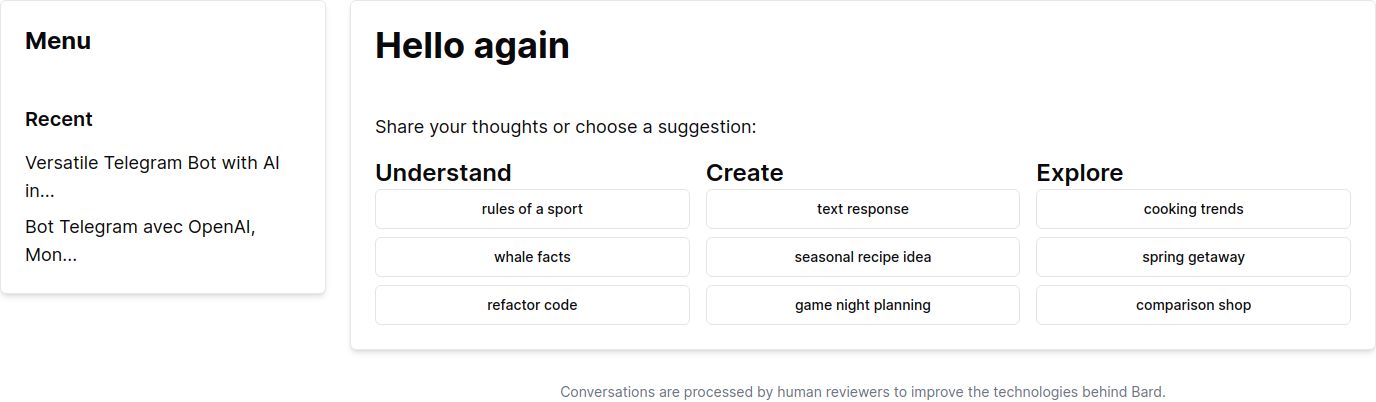 Menu
Recent
Versatile Telegram Bot with AI
in...
Bot Telegram avec OpenAI,
Mon...
Hello again
Share your thoughts or choose a suggestion:
Understand
rules of a sport
whale facts
refactor code
Create
text response
seasonal recipe idea
game night planning
Explore
cooking trends
spring getaway
comparison shop
Conversations are processed by human reviewers to improve the technologies behind Bard.